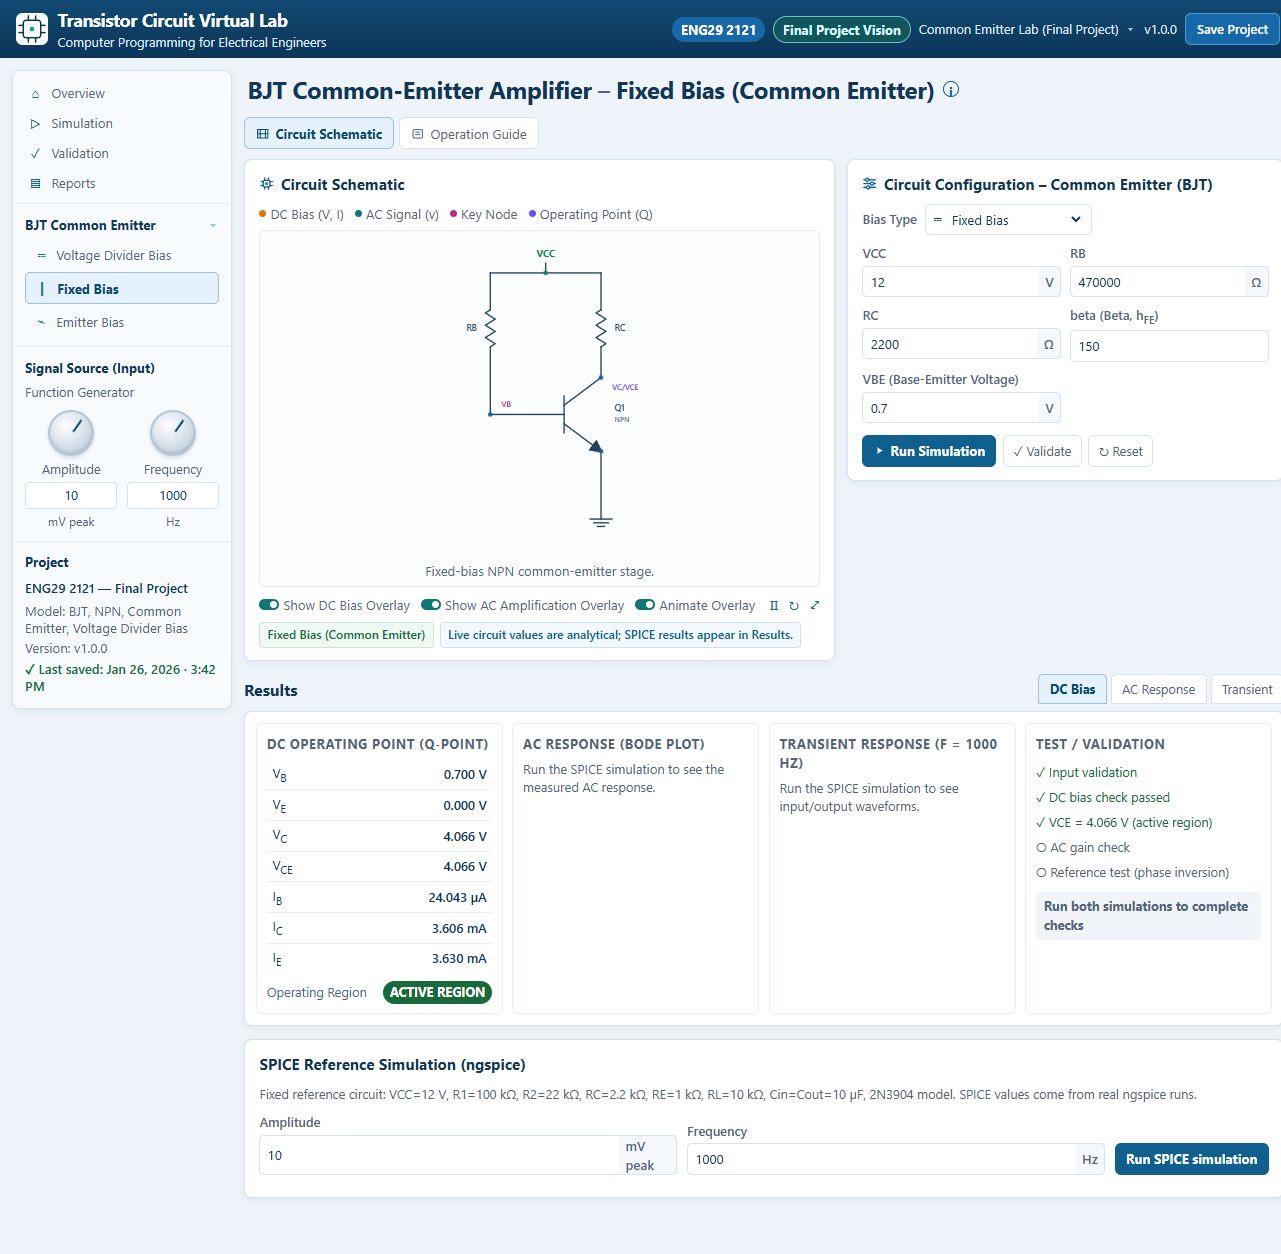 Transistor Circuit Virtual Lab
Computer Programming for Electrical Engineers
ENG29 2121
Final Project Vision
Common Emitter Lab (Final Project)
v1.0.0
Save Project
Overview
Simulation
Validation
Reports
BJT Common Emitter
Voltage Divider Bias
Fixed Bias
Emitter Bias
Signal Source (Input)
Function Generator
Amplitude
Frequency
10
1000
mV peak
Hz
Project
ENG29 2121 — Final Project
Model: BJT, NPN, Common
Emitter, Voltage Divider Bias
Version: v1.0.0
✓ Last saved: Jan 26, 2026 · 3:42
PM
BJT Common-Emitter Amplifier – Fixed Bias (Common Emitter)
Circuit Schematic
Operation Guide
Circuit Schematic
DC Bias (V, I)
AC Signal (v)
Key Node
Operating Point (Q)
VCC
RB
RC
VC/VCE
VB
Q1
NPN
Fixed-bias NPN common-emitter stage.
Show DC Bias Overlay
Show AC Amplification Overlay
Animate Overlay
Fixed Bias (Common Emitter)
Live circuit values are analytical; SPICE results appear in Results.
Circuit Configuration – Common Emitter (BJT)
Bias Type
Fixed Bias
VCC
RB
12 V
470000 Ω
RC
beta (Beta, hFE)
2200 Ω
150
VBE (Base-Emitter Voltage)
0.7 V
Run Simulation
✓ Validate
↻ Reset
Results
DC Bias
AC Response
Transient
DC OPERATING POINT (Q-POINT)
VB 0.700 V
VE 0.000 V
VC 4.066 V
VCE 4.066 V
IB 24.043 µA
IC 3.606 mA
IE 3.630 mA
Operating Region ACTIVE REGION
AC RESPONSE (BODE PLOT)
Run the SPICE simulation to see the
measured AC response.
TRANSIENT RESPONSE (F = 1000
HZ)
Run the SPICE simulation to see
input/output waveforms.
TEST / VALIDATION
✓ Input validation
✓ DC bias check passed
✓ VCE = 4.066 V (active region)
○ AC gain check
○ Reference test (phase inversion)
Run both simulations to complete
checks
SPICE Reference Simulation (ngspice)
Fixed reference circuit: VCC=12 V, R1=100 kΩ, R2=22 kΩ, RC=2.2 kΩ, RE=1 kΩ, RL=10 kΩ, Cin=Cout=10 µF, 2N3904 model. SPICE values come from real ngspice runs.
Amplitude
10
mV
peak
Frequency
1000 Hz
Run SPICE simulation